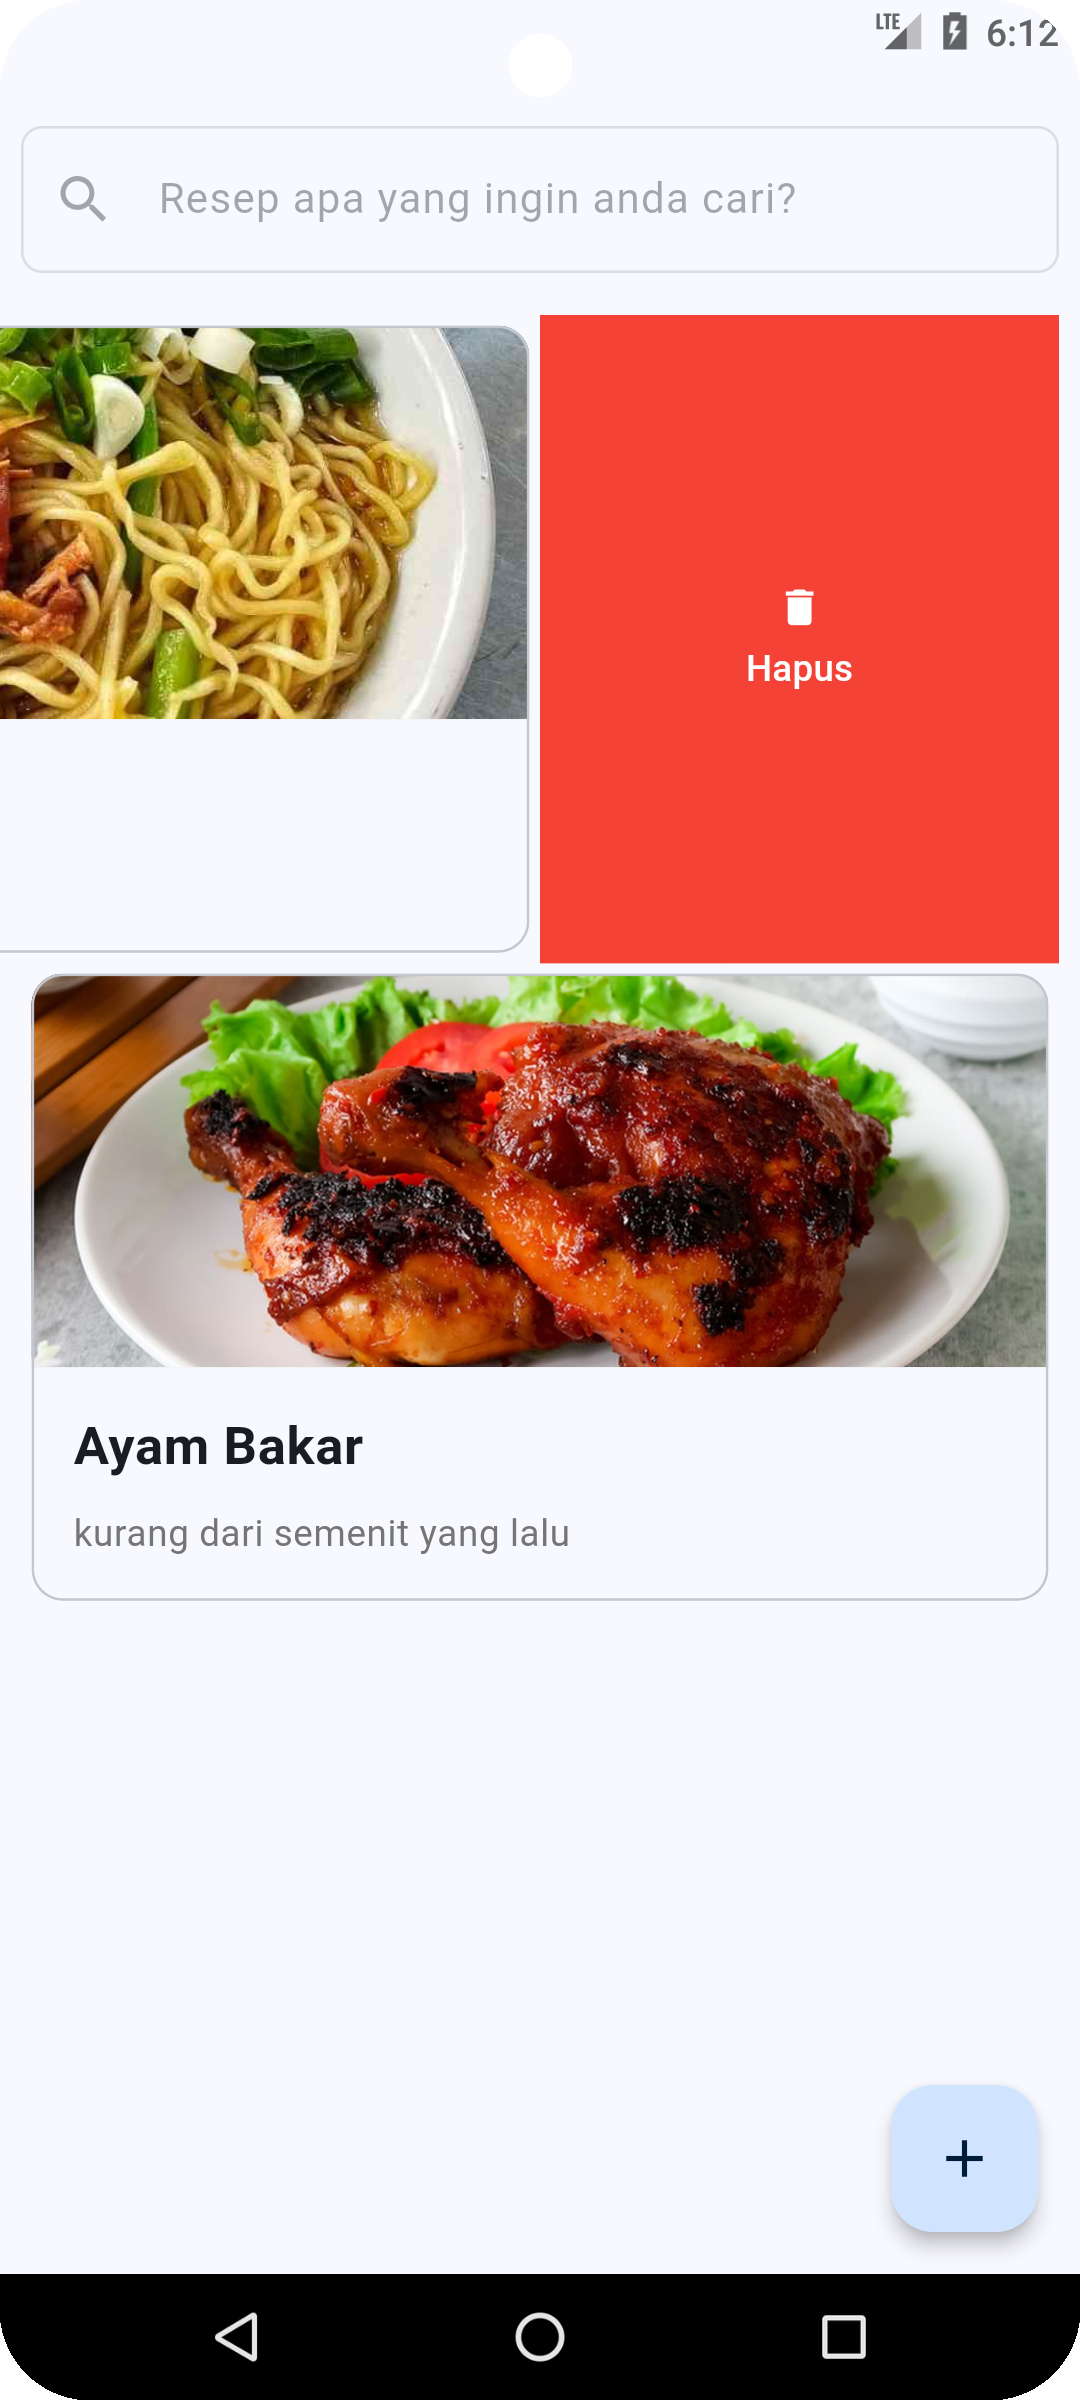 LTE 6:12
Resep apa yang ingin anda cari?
Hapus
Ayam Bakar
kurang dari semenit yang lalu